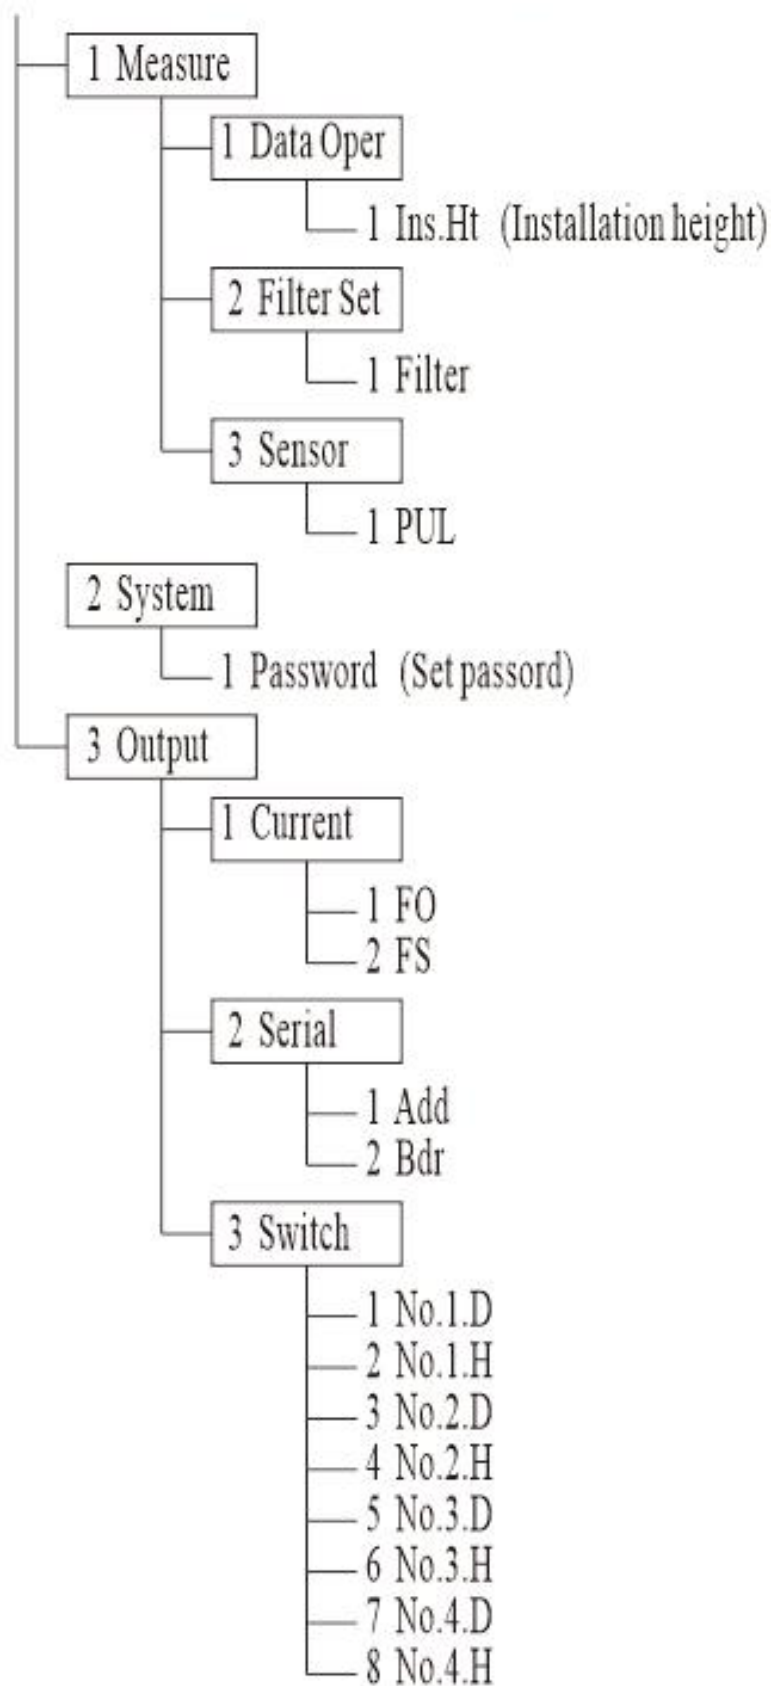 1 Measure
1 Data Oper
1 Ins.Ht (Installation height)
2 Filter Set
1 Filter
3 Sensor
1 PUL
2 System
1 Password (Set passord)
3 Output
1 Current
1 FO
2 FS
2 Serial
1 Add
2 Bdr
3 Switch
1 No.1.D
2 No.1.H
3 No.2.D
4 No.2.H
5 No.3.D
6 No.3.H
7 No.4.D
8 No.4.H